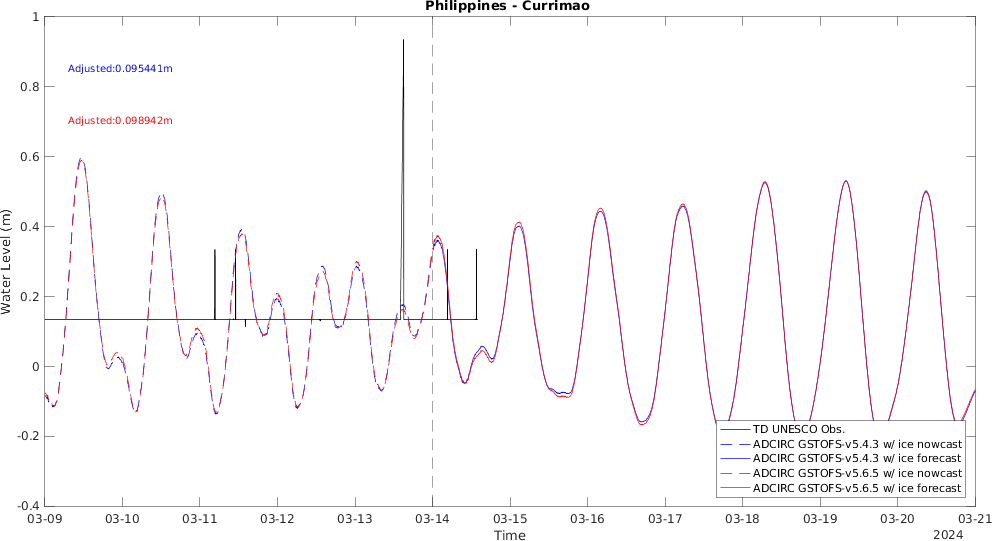 Philippines - Currimao
1
0.8
0.6
0.4
0.2
0
-0.2
-0.4
Water Level (m)
Adjusted:0.095441m
Adjusted:0.098942m
TD UNESCO Obs.
ADCIRC GSTOFS-v5.4.3 w/ ice nowcast
ADCIRC GSTOFS-v5.4.3 w/ ice forecast
ADCIRC GSTOFS-v5.6.5 w/ ice nowcast
ADCIRC GSTOFS-v5.6.5 w/ ice forecast
03-09 03-10 03-11 03-12 03-13 03-14 03-15 03-16 03-17 03-18 03-19 03-20 03-21
Time
2024